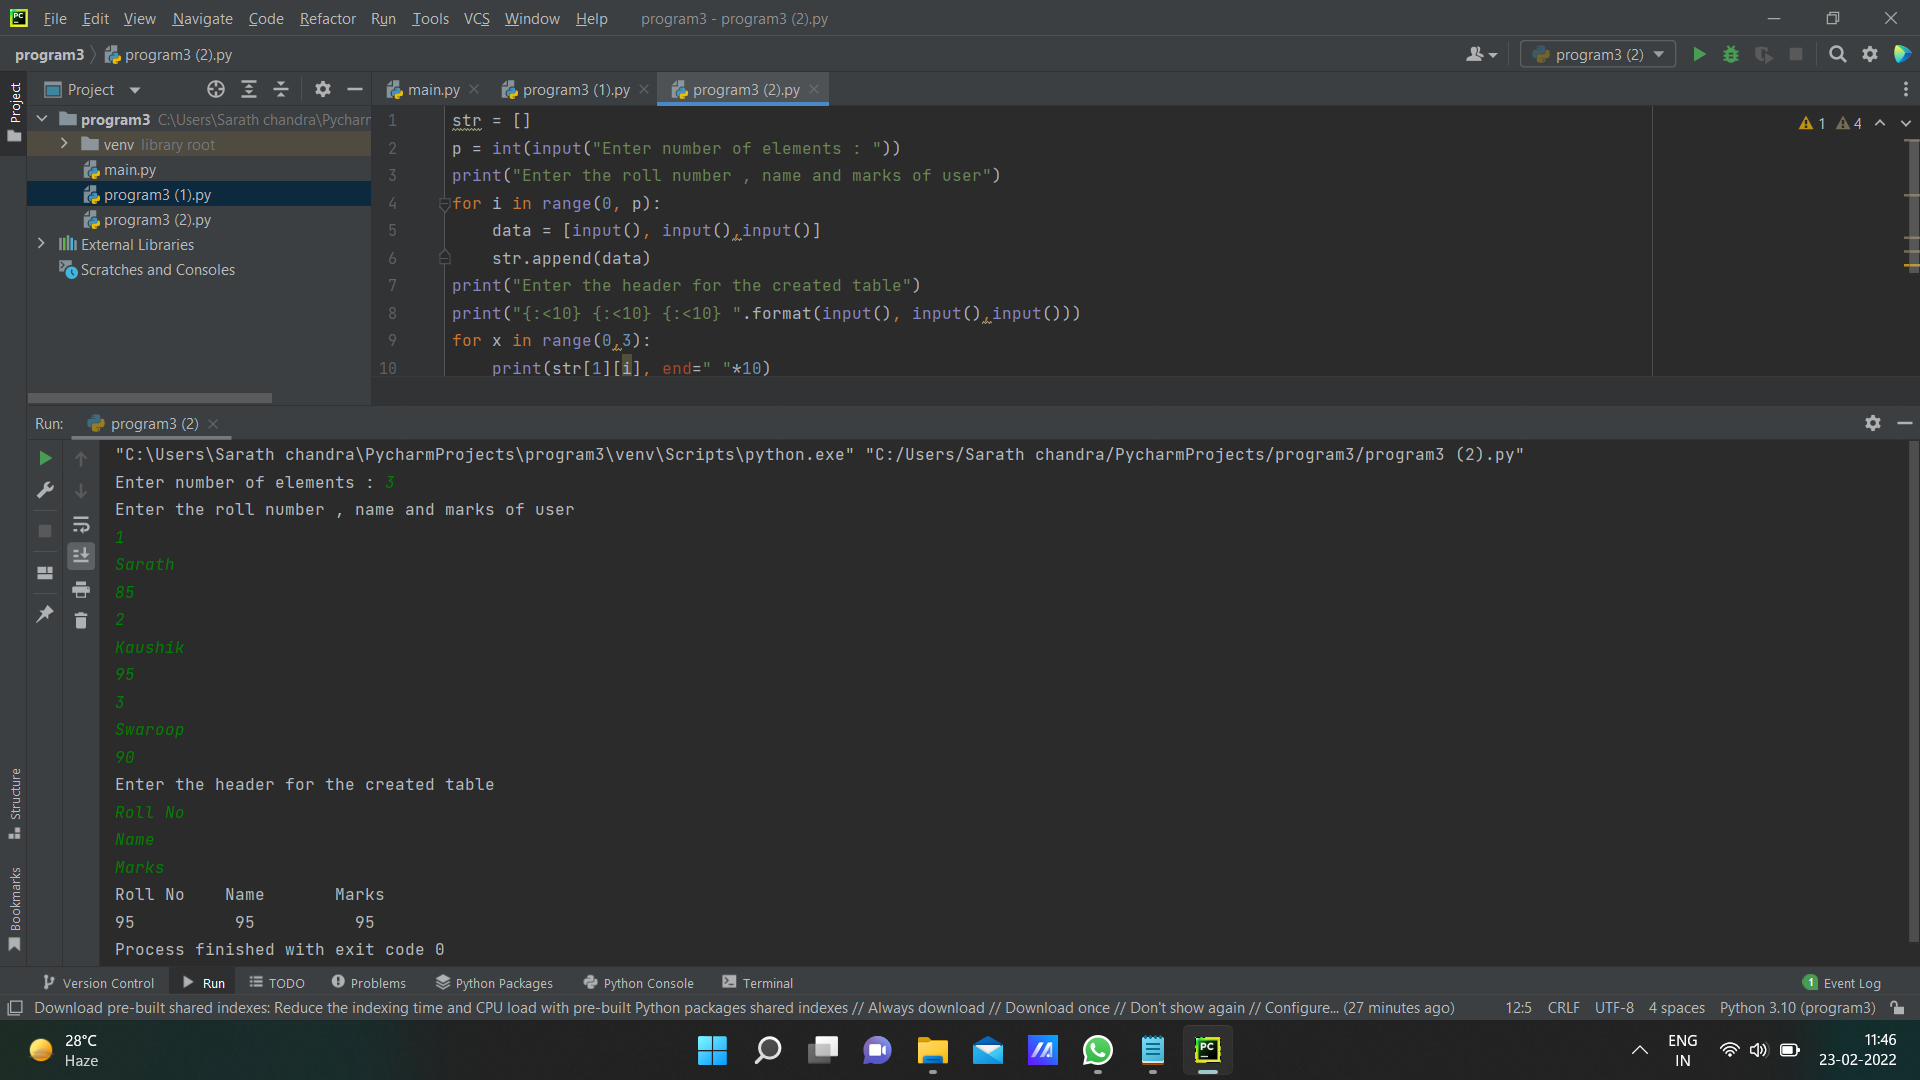 File Edit View Navigate Code Refactor Run Tools VCS Window Help program3 - program3 (2).py
program3 program3 (2).py program3 (2)
Project main.py program3 (1).py program3 (2).py
Project
program3 C:\Users\Sarath chandra\Pycharm
venv library root
main.py
program3 (1).py
program3 (2).py
External Libraries
Scratches and Consoles
1 str = []
2 p = int(input("Enter number of elements : "))
3 print("Enter the roll number , name and marks of user")
4 for i in range(0, p):
5 data = [input(), input(),input()]
6 str.append(data)
7 print("Enter the header for the created table")
8 print("{:<10} {:<10} {:<10} ".format(input(), input(),input()))
9 for x in range(0,3):
10 print(str[1][i], end=" "*10)
1 4
Run: program3 (2)
"C:\Users\Sarath chandra\PycharmProjects\program3\venv\Scripts\python.exe" "C:/Users/Sarath chandra/PycharmProjects/program3/program3 (2).py"
Enter number of elements : 3
Enter the roll number , name and marks of user
1
Sarath
85
2
Kaushik
95
3
Swaroop
90
Enter the header for the created table
Roll No
Name
Marks
Roll No Name Marks
95 95 95
Process finished with exit code 0
Structure
Bookmarks
Version Control Run TODO Problems Python Packages Python Console Terminal 1 Event Log
Download pre-built shared indexes: Reduce the indexing time and CPU load with pre-built Python packages shared indexes // Always download // Download once // Don't show again // Configure... (27 minutes ago) 12:5 CRLF UTF-8 4 spaces Python 3.10 (program3)
28°C
Haze
PC
ENG
IN
11:46
23-02-2022